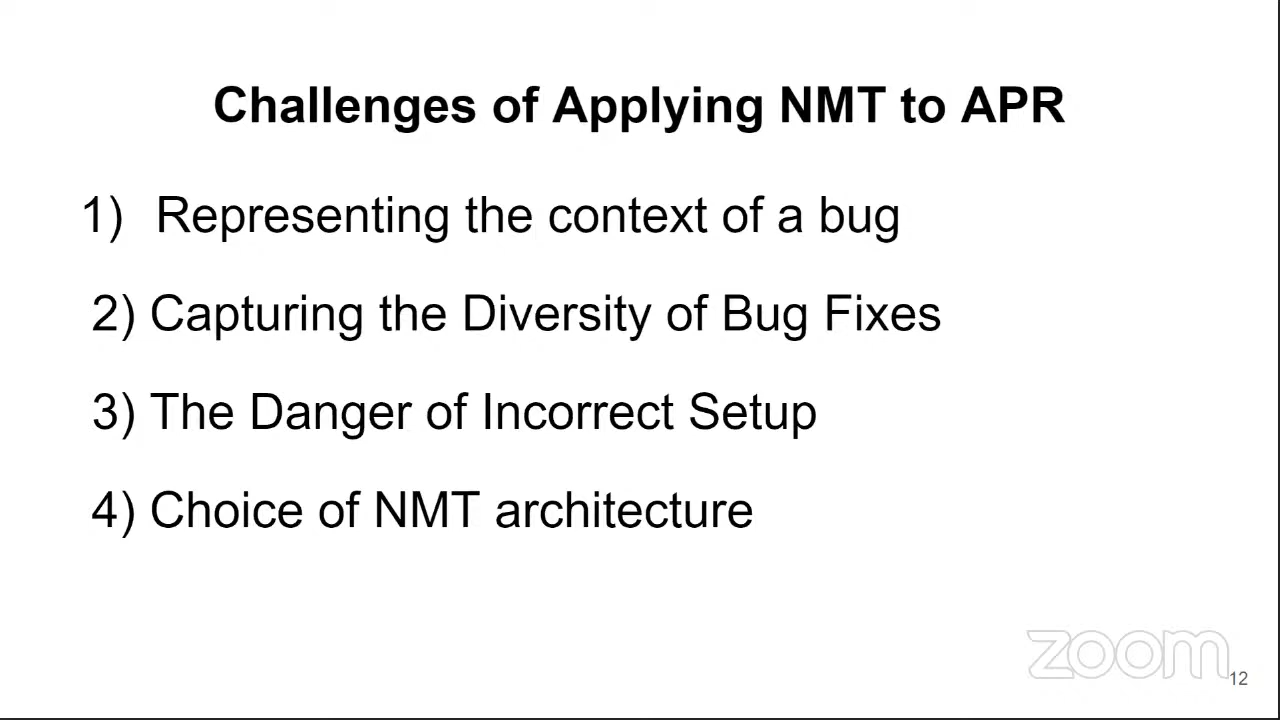 Challenges of Applying NMT to APR
1) Representing the context of a bug
2) Capturing the Diversity of Bug Fixes
3) The Danger of Incorrect Setup
4) Choice of NMT architecture
zoom
12